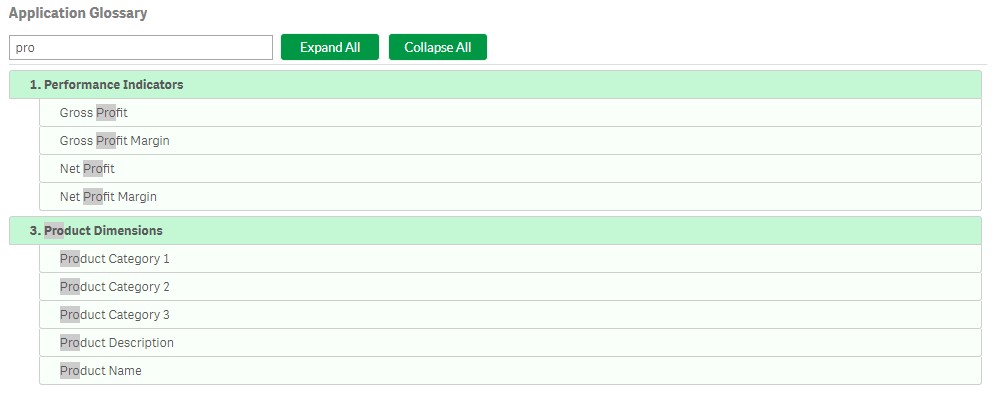 Application Glossary
pro
Expand All
Collapse All
1. Performance Indicators
Gross Profit
Gross Profit Margin
Net Profit
Net Profit Margin
3. Product Dimensions
Product Category 1
Product Category 2
Product Category 3
Product Description
Product Name